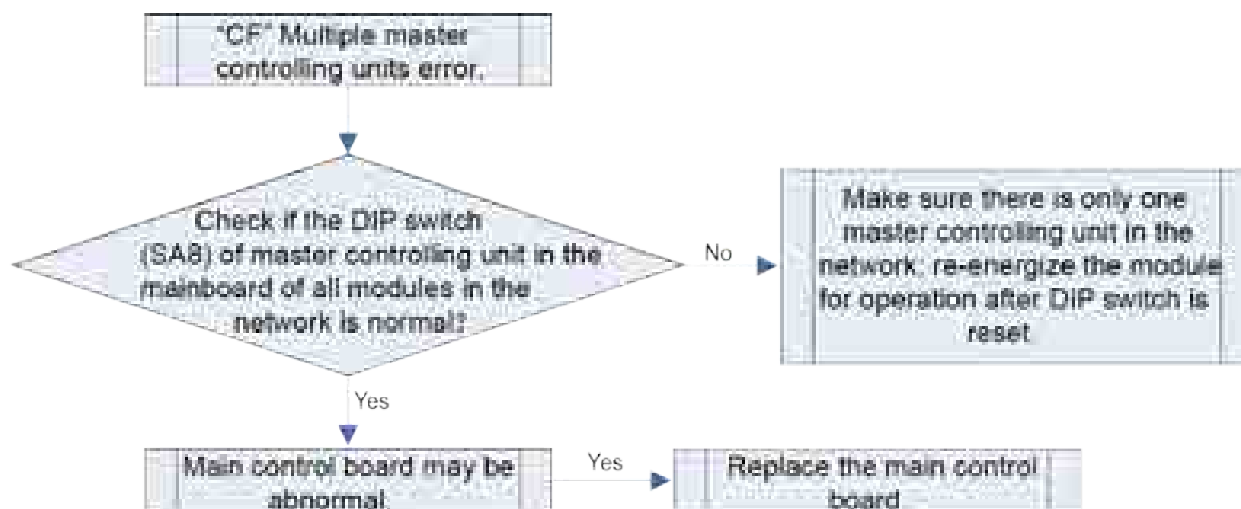 "CF" Multiple master
controlling units error.
Check if the DIP switch
(SA8) of master controlling unit in the
mainboard of all modules in the
network is normal?
No
Make sure there is only one
master controlling unit in the
network; re-energize the module
for operation after DIP switch is
reset
Yes
Main control board may be
abnormal
Yes
Replace the main control
board